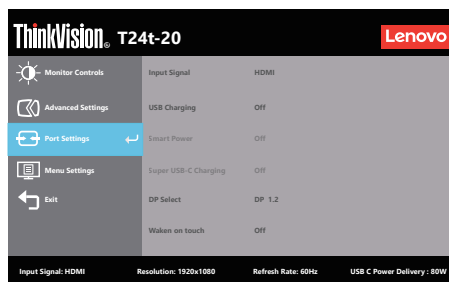 ThinkVision® T24t-20 Lenovo
Monitor Controls Input Signal HDMI
Advanced Settings USB Charging Off
Port Settings Smart Power Off
Menu Settings Super USB-C Charging Off
Exit DP Select DP 1.2
Waken on touch Off
Input Signal: HDMI Resolution: 1920x1080 Refresh Rate: 60Hz USB C Power Delivery : 80W